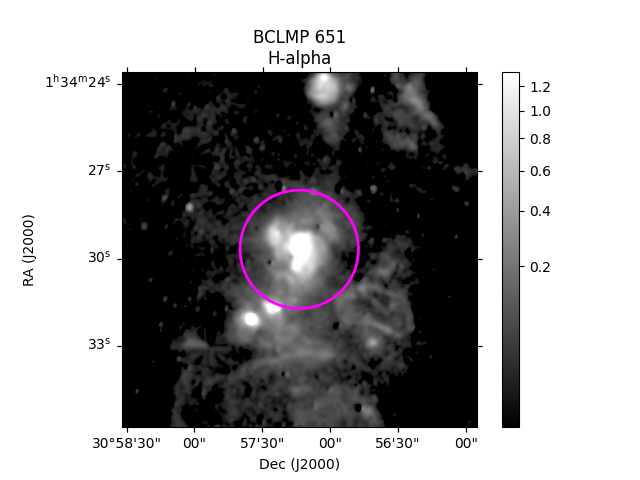 BCLMP 651
H-alpha
1h34m24s
27s
30s
33s
RA (J2000)
30°58'30"
00"
57'30"
00"
56'30"
00"
Dec (J2000)
1.2
1.0
0.8
0.6
0.4
0.2